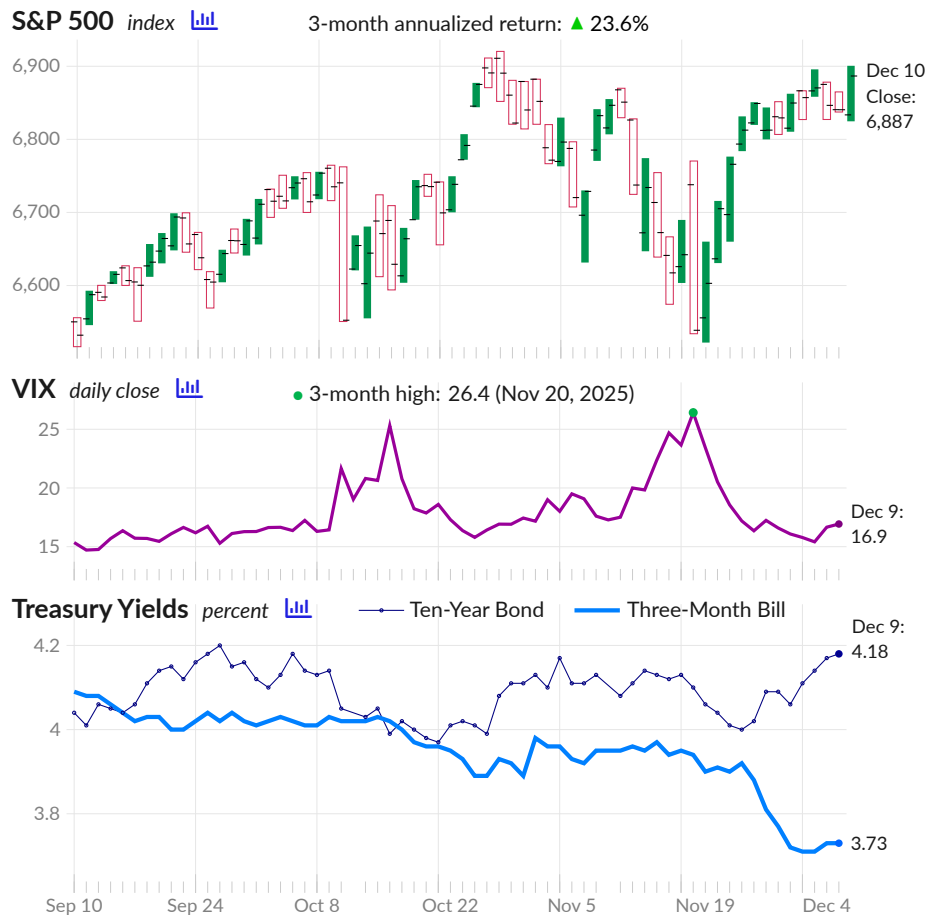 S&P 500 index 3-month annualized return: ▲ 23.6%
6,900
6,800
6,700
6,600
Dec 10
Close:
6,887
VIX daily close ● 3-month high: 26.4 (Nov 20, 2025)
25
20
15
Dec 9:
16.9
Treasury Yields percent Ten-Year Bond Three-Month Bill
4.2
4
3.8
Dec 9:
4.18
3.73
Sep 10 Sep 24 Oct 8 Oct 22 Nov 5 Nov 19 Dec 4